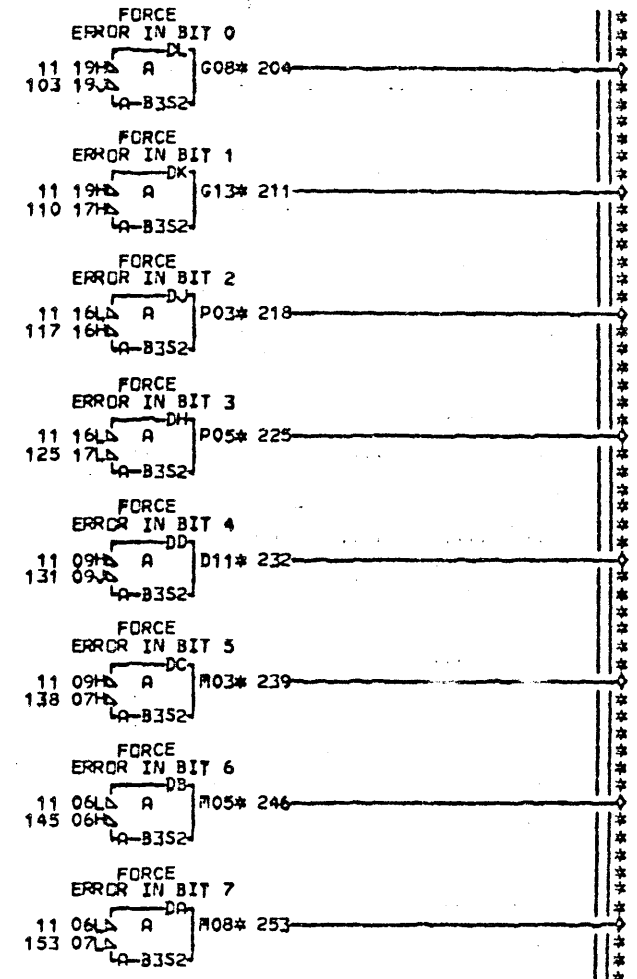 FORCE
ERROR IN BIT 0
DL
11 19H A G08* 204
103 19J
A-B3S2
FORCE
ERROR IN BIT 1
DK
11 19H A G13* 211
110 17H
A-B3S2
FORCE
ERROR IN BIT 2
DJ
11 16L A P03* 218
117 16H
A-B3S2
FORCE
ERROR IN BIT 3
DH
11 16L A P05* 225
125 17L
A-B3S2
FORCE
ERROR IN BIT 4
DD
11 09H A D11* 232
131 09J
A-B3S2
FORCE
ERROR IN BIT 5
DC
11 09H A M03* 239
138 07H
A-B3S2
FORCE
ERROR IN BIT 6
DB
11 06L A M05* 246
145 06H
A-B3S2
FORCE
ERROR IN BIT 7
DA
11 06L A M08* 253
153 07L
A-B3S2